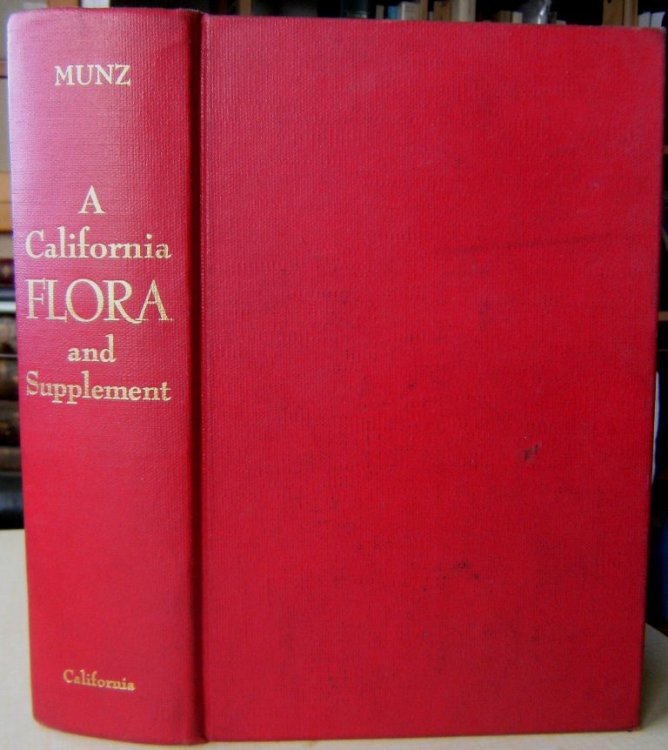 MUNZ
A
California
FLORA
and
Supplement
California